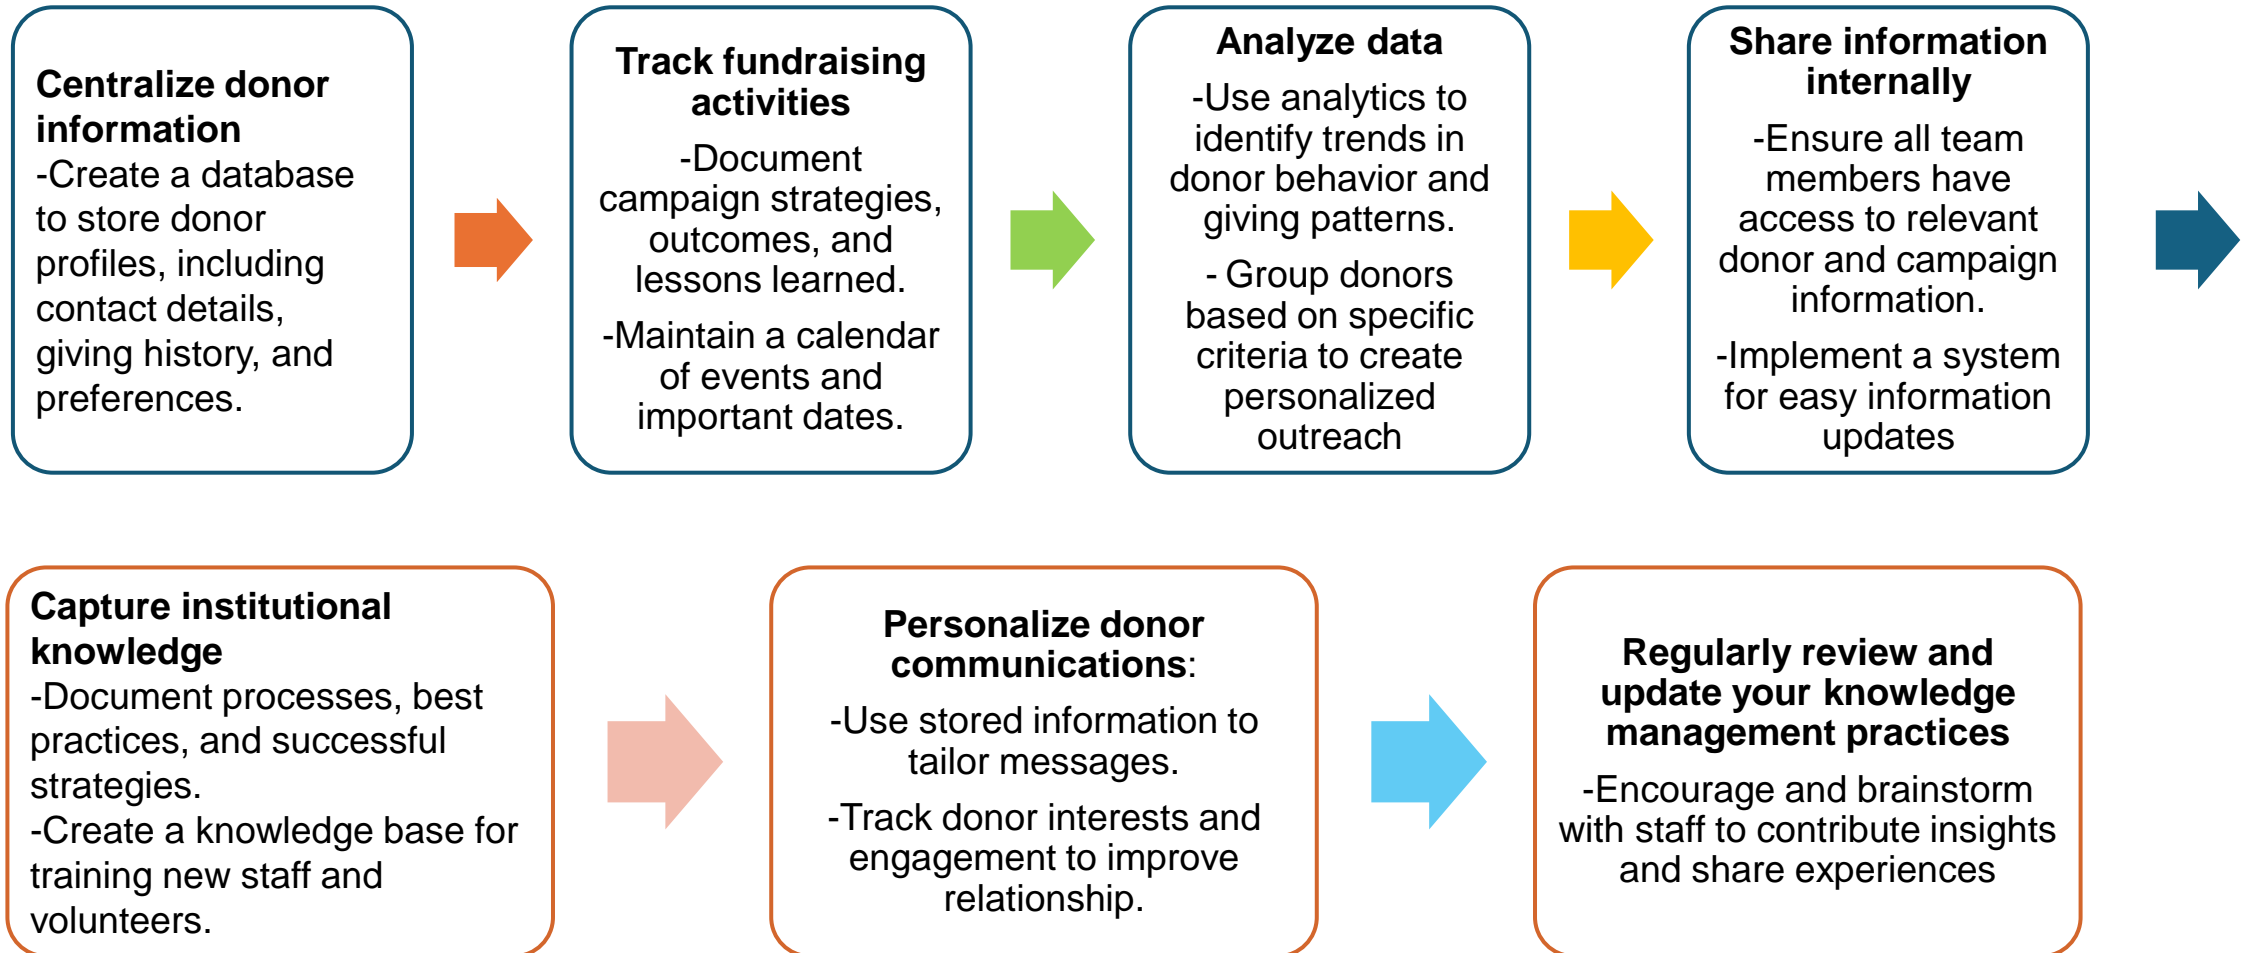 Centralize donor
information
-Create a database
to store donor
profiles, including
contact details,
giving history, and
preferences.
Track fundraising
activities
-Document
campaign strategies,
outcomes, and
lessons learned.
-Maintain a calendar
of events and
important dates.
Analyze data
-Use analytics to
identify trends in
donor behavior and
giving patterns.
- Group donors
based on specific
criteria to create
personalized
outreach
Share information
internally
-Ensure all team
members have
access to relevant
donor and campaign
information.
-Implement a system
for easy information
updates
Capture institutional
knowledge
-Document processes, best
practices, and successful
strategies.
-Create a knowledge base for
training new staff and
volunteers.
Personalize donor
communications:
-Use stored information to
tailor messages.
-Track donor interests and
engagement to improve
relationship.
Regularly review and
update your knowledge
management practices
-Encourage and brainstorm
with staff to contribute insights
and share experiences